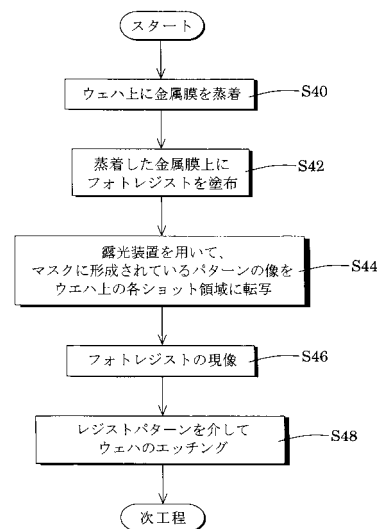 スタート
ウェハ上に金属膜を蒸着
S40
蒸着した金属膜上に
フォトレジストを塗布
S42
露光装置を用いて、
マスクに形成されているパターンの像を
ウエハ上の各ショット領域に転写
S44
フォトレジストの現像
S46
レジストパターンを介して
ウェハのエッチング
S48
次工程